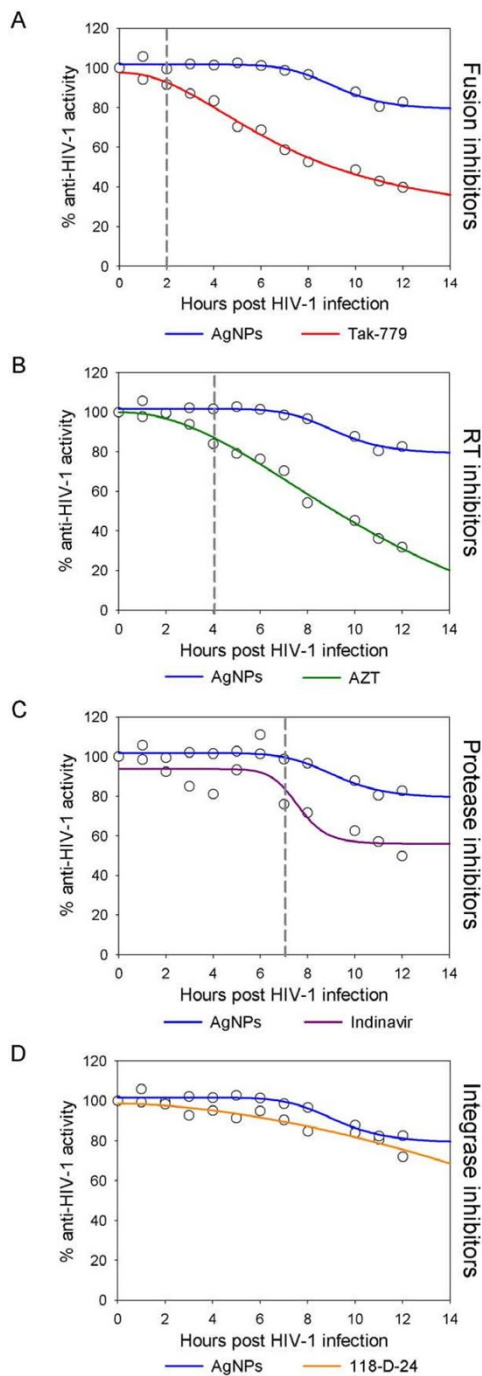 A
120
100
80
60
40
20
0
% anti-HIV-1 activity
0 2 4 6 8 10 12 14
Hours post HIV-1 infection
AgNPs Tak-779
Fusion inhibitors
B
120
100
80
60
40
20
0
% anti-HIV-1 activity
0 2 4 6 8 10 12 14
Hours post HIV-1 infection
AgNPs AZT
RT inhibitors
C
120
100
80
60
40
20
0
% anti-HIV-1 activity
0 2 4 6 8 10 12 14
Hours post HIV-1 infection
AgNPs Indinavir
Protease inhibitors
D
120
100
80
60
40
20
0
% anti-HIV-1 activity
0 2 4 6 8 10 12 14
Hours post HIV-1 infection
AgNPs 118-D-24
Integrase inhibitors